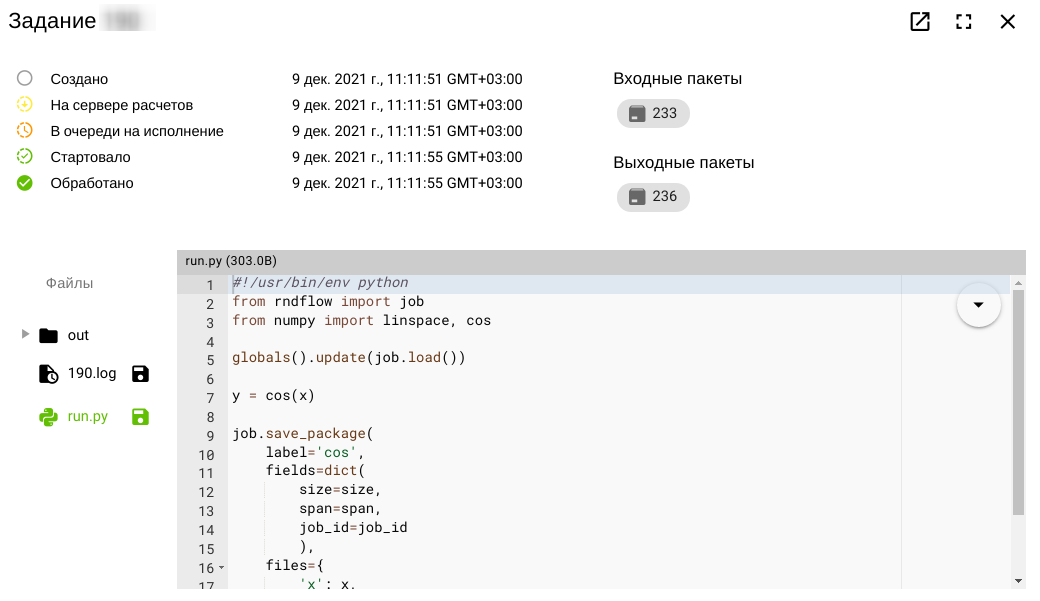 Задание
Создано 9 дек. 2021 г., 11:11:51 GMT+03:00
На сервере расчетов 9 дек. 2021 г., 11:11:51 GMT+03:00
В очереди на исполнение 9 дек. 2021 г., 11:11:51 GMT+03:00
Стартовало 9 дек. 2021 г., 11:11:55 GMT+03:00
Обработано 9 дек. 2021 г., 11:11:55 GMT+03:00
Входные пакеты
233
Выходные пакеты
236
Файлы
out
190.log
run.py
run.py (303.0B)
1 #!/usr/bin/env python
2 from rndflow import job
3 from numpy import linspace, cos
4
5 globals().update(job.load())
6
7 y = cos(x)
8
9 job.save_package(
10     label='cos',
11     fields=dict(
12         size=size,
13         span=span,
14         job_id=job_id
15         ),
16     files={
17         'x': x,